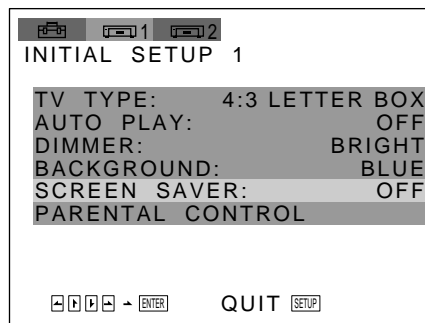 1 2
INITIAL SETUP 1
TV TYPE: 4:3 LETTER BOX
AUTO PLAY: OFF
DIMMER: BRIGHT
BACKGROUND: BLUE
SCREEN SAVER: OFF
PARENTAL CONTROL
ENTER QUIT SETUP